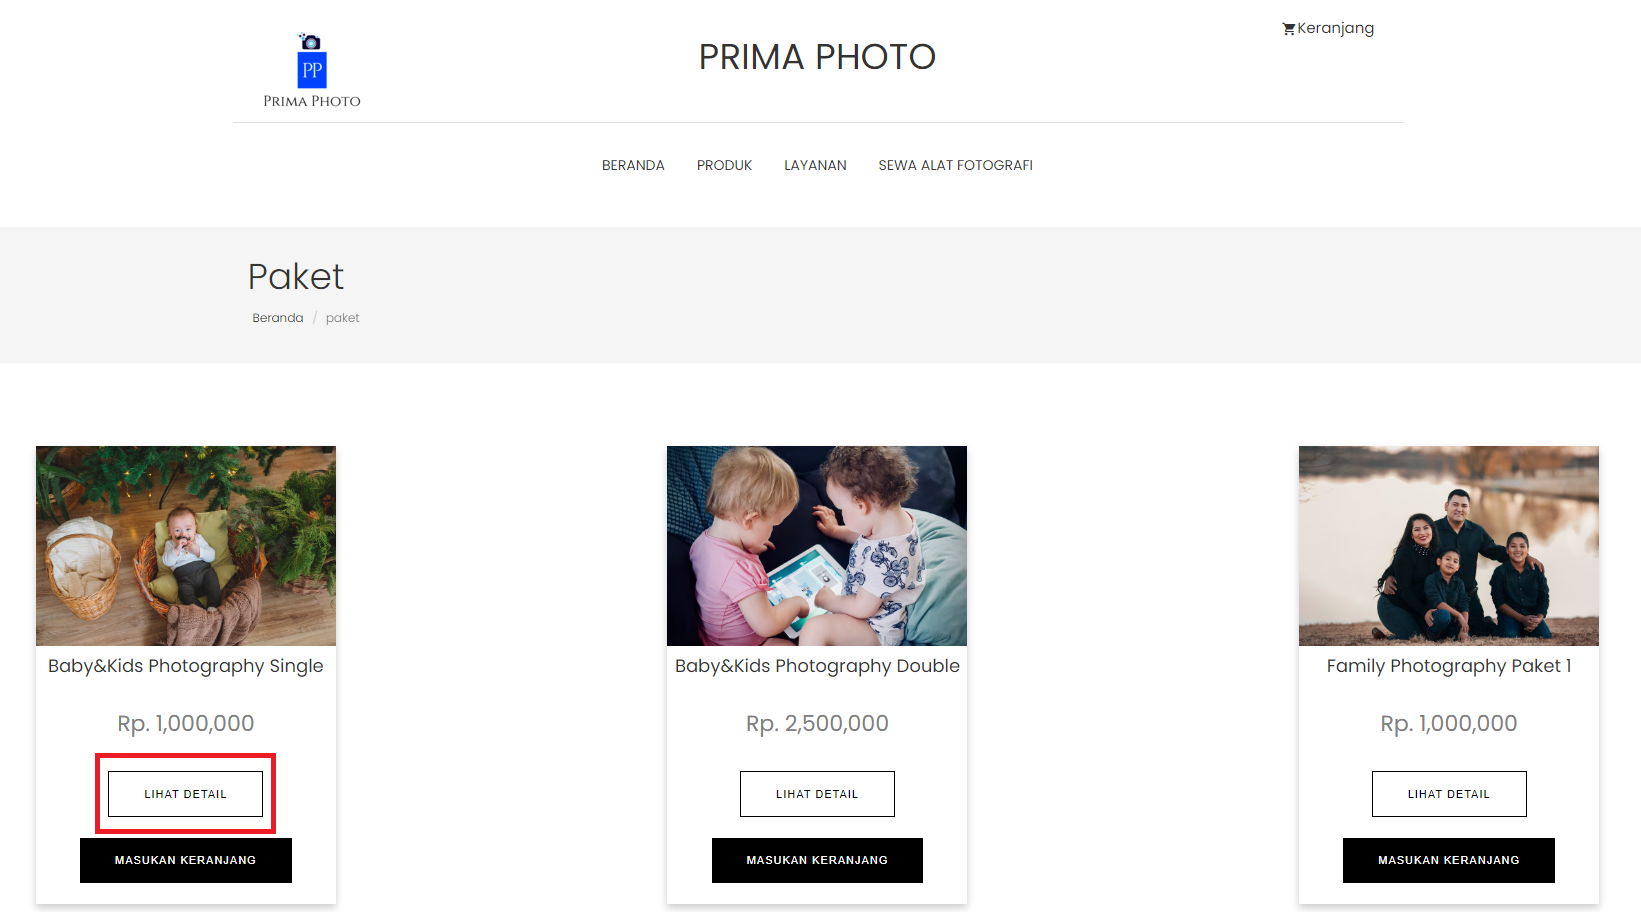 Keranjang
PP
PRIMA PHOTO
PRIMA PHOTO
BERANDA PRODUK LAYANAN SEWA ALAT FOTOGRAFI
Paket
Beranda / paket
Baby&Kids Photography Single
Rp. 1,000,000
LIHAT DETAIL
MASUKAN KERANJANG
Baby&Kids Photography Double
Rp. 2,500,000
LIHAT DETAIL
MASUKAN KERANJANG
Family Photography Paket 1
Rp. 1,000,000
LIHAT DETAIL
MASUKAN KERANJANG